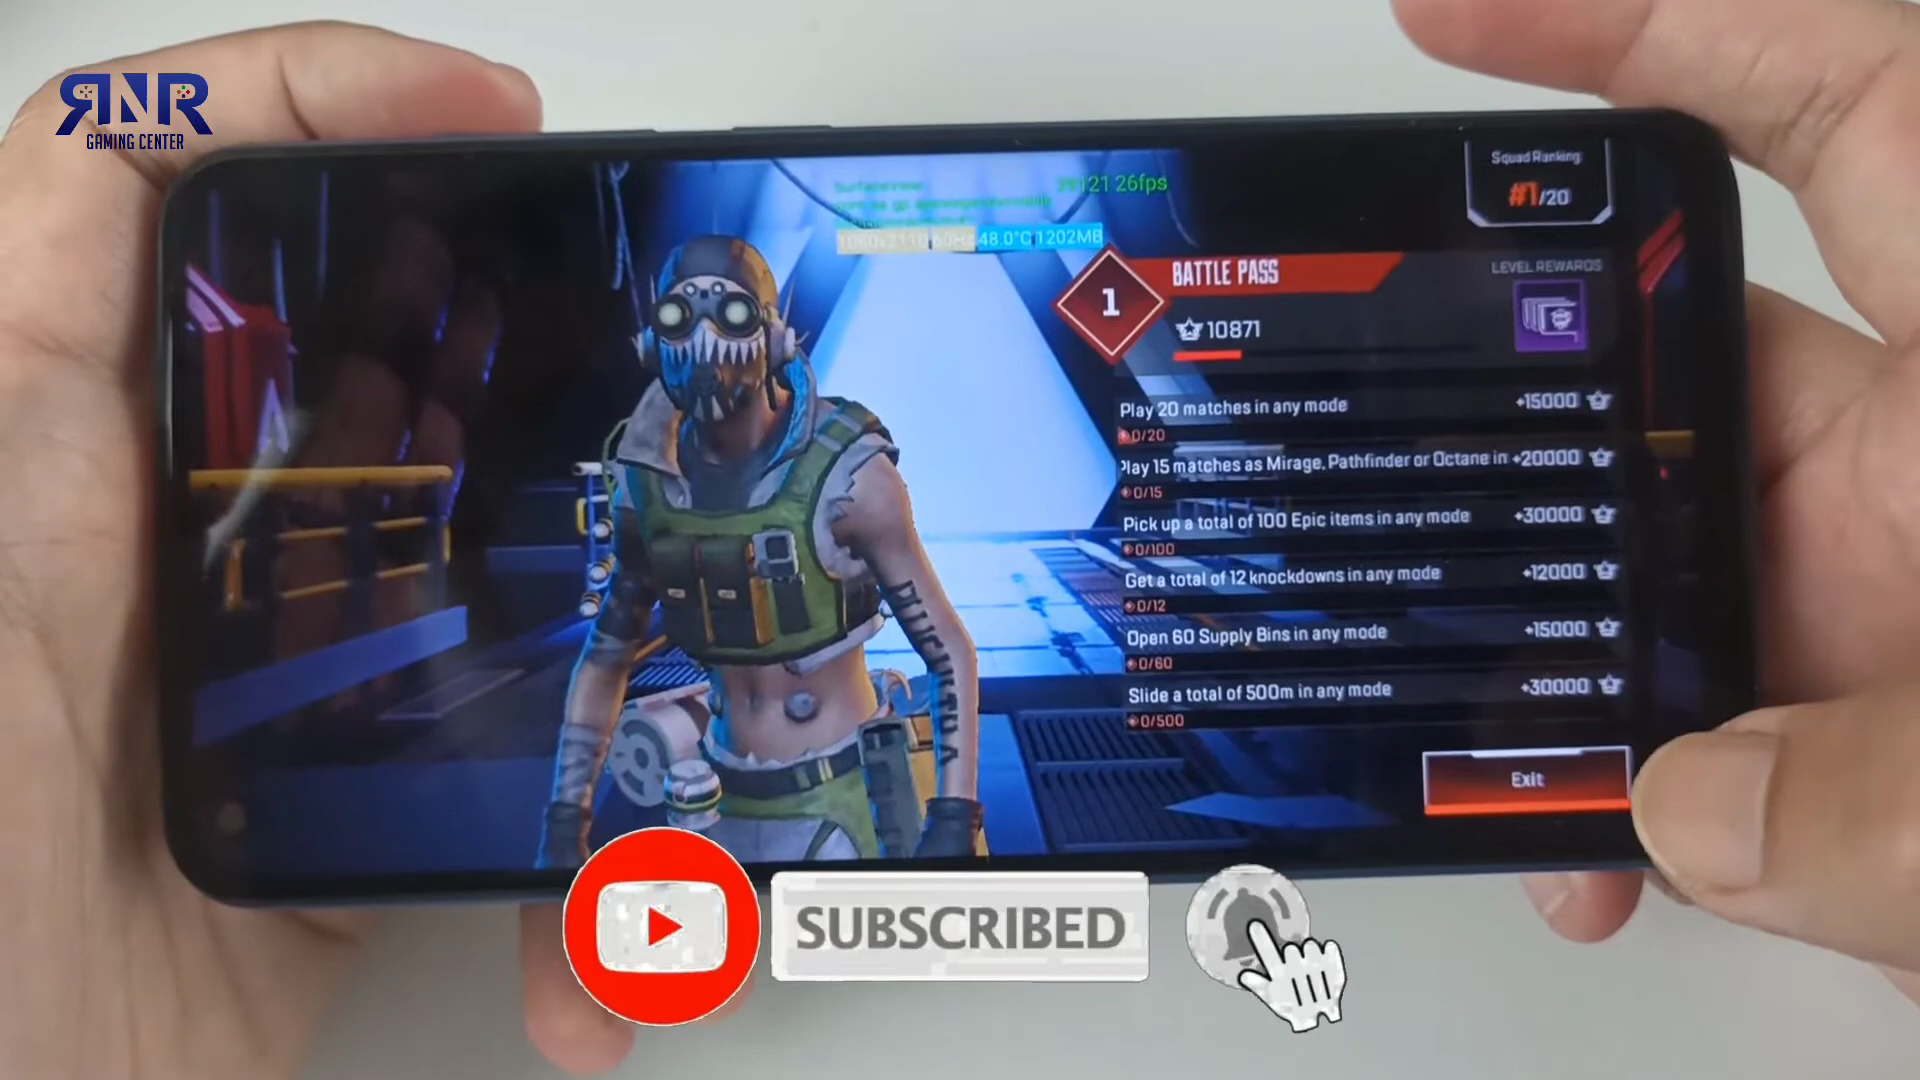 RNR
GAMING CENTER
SurfaceView
26fps
1080x2110 60Hz 48.0°C 1202MB
Squad Ranking
#1/20
BATTLE PASS
LEVEL REWARDS
1
10871
Play 20 matches in any mode +15000
0/20
Play 15 matches as Mirage, Pathfinder or Octane in +20000
0/15
Pick up a total of 100 Epic items in any mode +30000
0/100
Get a total of 12 knockdowns in any mode +12000
0/12
Open 60 Supply Bins in any mode +15000
0/60
Slide a total of 500m in any mode +30000
0/500
Exit
SUBSCRIBED